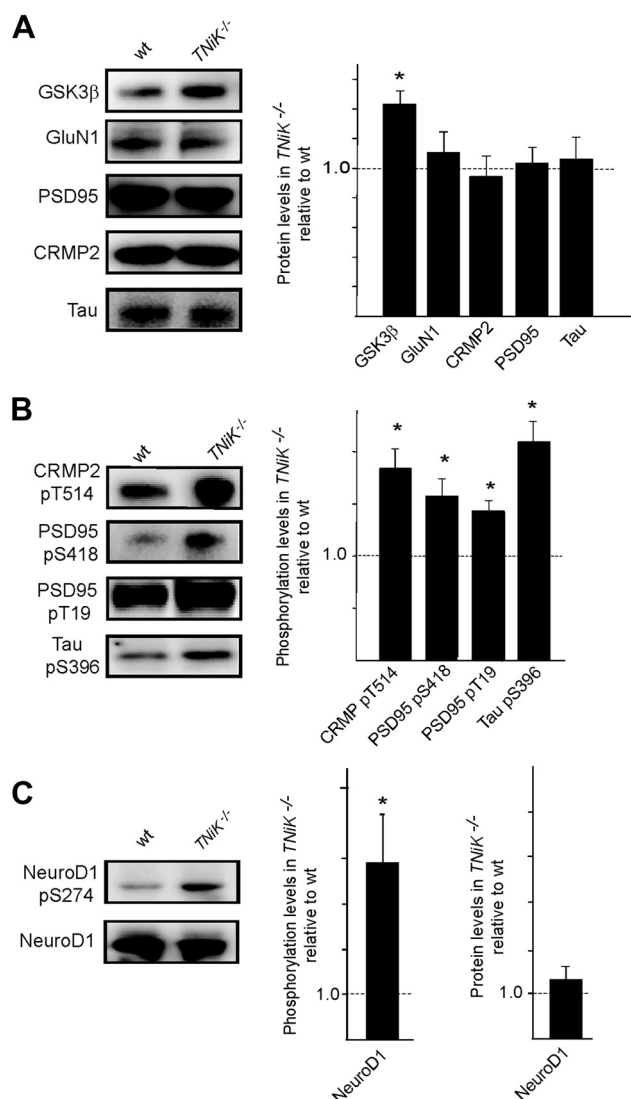 A
wt
TNiK-/-
GSK3β
GluN1
PSD95
CRMP2
Tau
Protein levels in TNiK -/-
relative to wt
1.0
*
GSK3β
GluN1
CRMP2
PSD95
Tau
B
wt
TNiK-/-
CRMP2
pT514
PSD95
pS418
PSD95
pT19
Tau
pS396
Phosphorylation levels in TNiK -/-
relative to wt
1.0
*
*
*
*
CRMP pT514
PSD95 pS418
PSD95 pT19
Tau pS396
C
wt
TNiK-/-
NeuroD1
pS274
NeuroD1
Phosphorylation levels in TNiK -/-
relative to wt
1.0
*
NeuroD1
Protein levels in TNiK -/-
relative to wt
1.0
NeuroD1